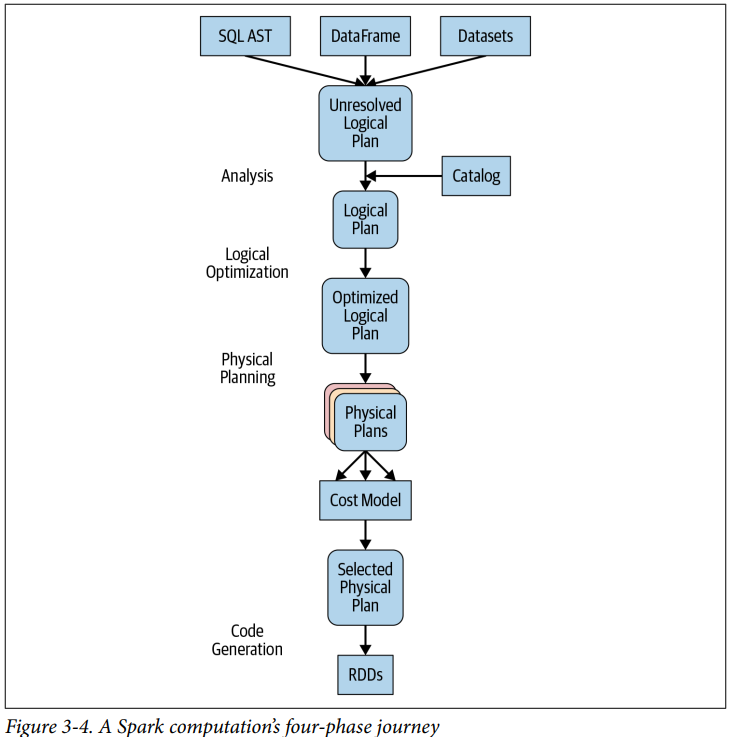 SQL AST
DataFrame
Datasets
Unresolved
Logical
Plan
Analysis
Catalog
Logical
Plan
Logical
Optimization
Optimized
Logical
Plan
Physical
Planning
Physical
Plans
Cost Model
Selected
Physical
Plan
Code
Generation
RDDs
Figure 3-4. A Spark computation’s four-phase journey